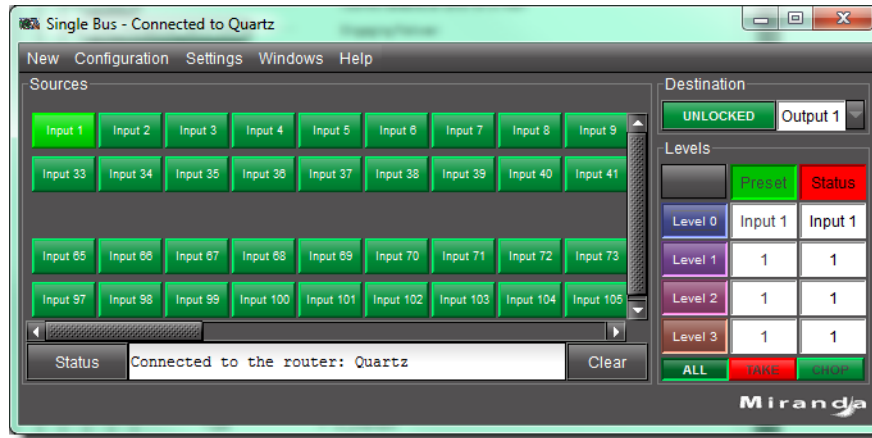 Single Bus - Connected to Quartz
New Configuration Settings Windows Help
Sources
Input 1 Input 2 Input 3 Input 4 Input 5 Input 6 Input 7 Input 8 Input 9
Input 33 Input 34 Input 35 Input 36 Input 37 Input 38 Input 39 Input 40 Input 41
Input 65 Input 66 Input 67 Input 68 Input 69 Input 70 Input 71 Input 72 Input 73
Input 97 Input 98 Input 99 Input 100 Input 101 Input 102 Input 103 Input 104 Input 105
Status Connected to the router: Quartz Clear
Destination
UNLOCKED Output 1
Levels
Preset Status
Level 0 Input 1 Input 1
Level 1 1 1
Level 2 1 1
Level 3 1 1
ALL TAKE CHOP
Miranda